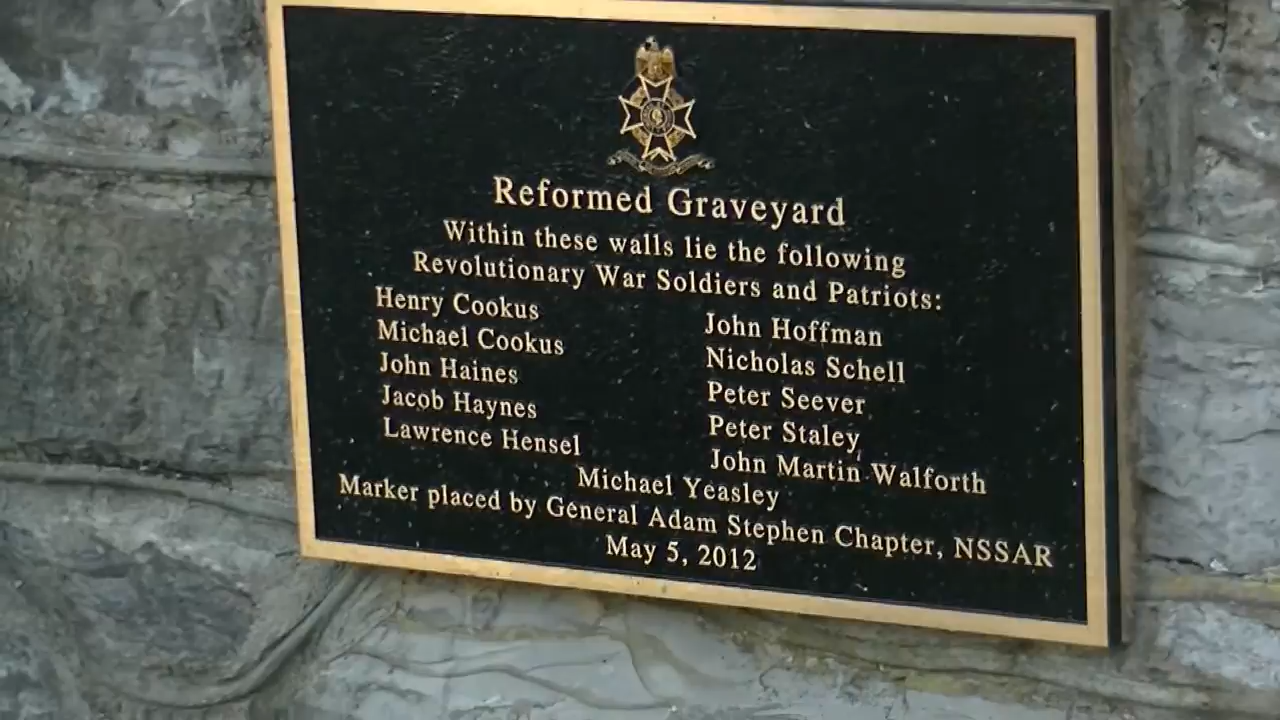 Reformed Graveyard
Within these walls lie the following
Revolutionary War Soldiers and Patriots:
Henry Cookus
Michael Cookus
John Haines
Jacob Haynes
Lawrence Hensel
John Hoffman
Nicholas Schell
Peter Seever
Peter Staley
John Martin Walforth
Michael Yeasley
Marker placed by General Adam Stephen Chapter, NSSAR
May 5, 2012